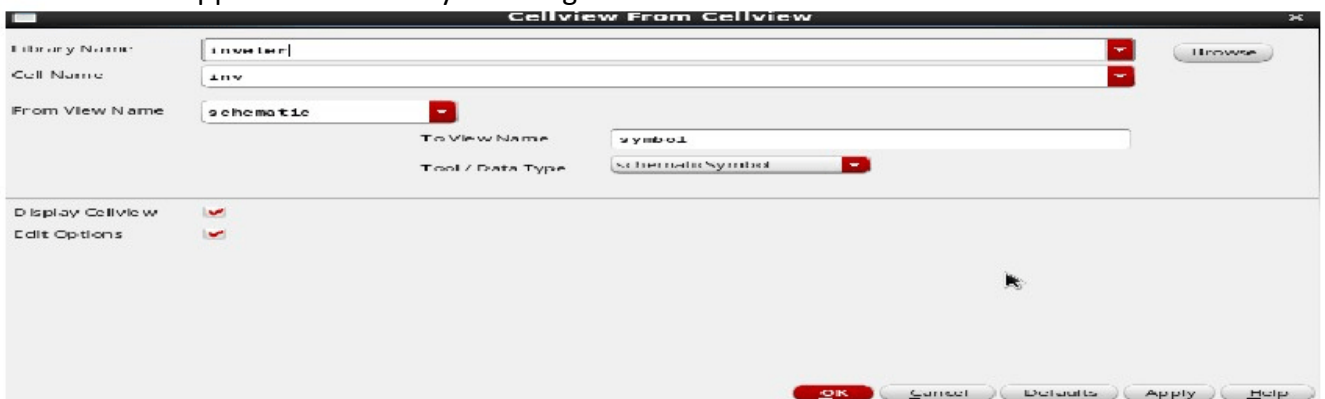 Cellview From Cellview
Library Name inveter Browse
Cell Name inv
From View Name schematic
To View Name symbol
Tool / Data Type schematicSymbol
Display Cellview
Edit Options
OK Cancel Defaults Apply Help